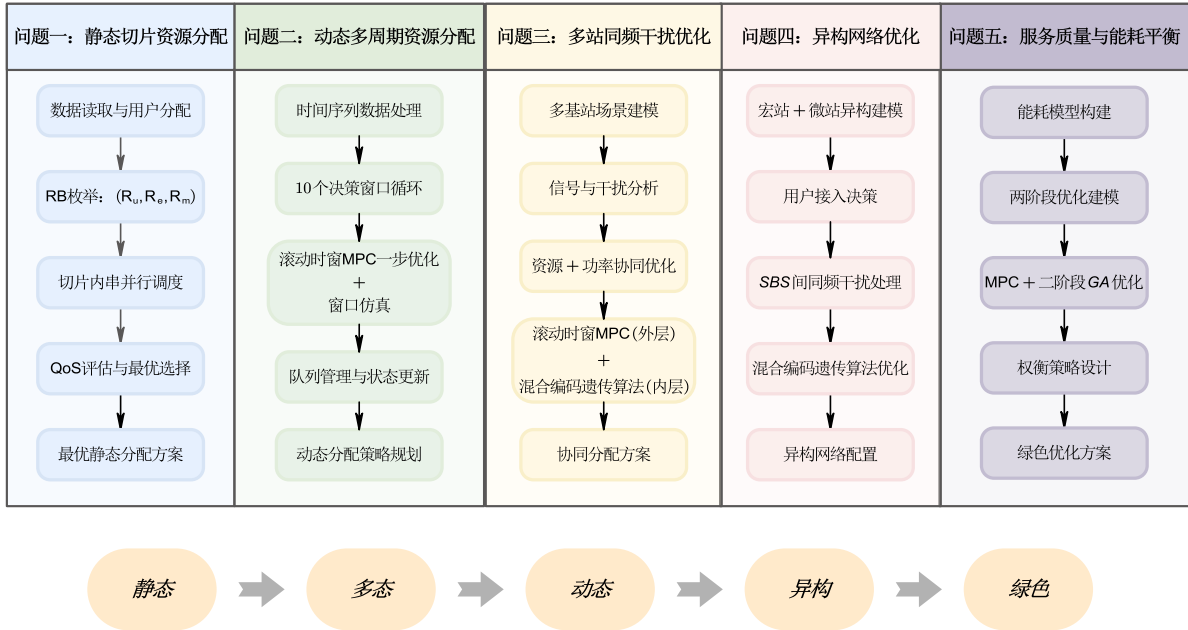 问题一：静态切片资源分配
数据读取与用户分配
RB枚举：(Ru,Re,Rm)
切片内串并行调度
QoS评估与最优选择
最优静态分配方案
问题二：动态多周期资源分配
时间序列数据处理
10个决策窗口循环
滚动时窗MPC一步优化
+
窗口仿真
队列管理与状态更新
动态分配策略规划
问题三：多站同频干扰优化
多基站场景建模
信号与干扰分析
资源+功率协同优化
滚动时窗MPC(外层)
+
混合编码遗传算法(内层)
协同分配方案
问题四：异构网络优化
宏站+微站异构建模
用户接入决策
SBS间同频干扰处理
混合编码遗传算法优化
异构网络配置
问题五：服务质量与能耗平衡
能耗模型构建
两阶段优化建模
MPC+二阶段GA优化
权衡策略设计
绿色优化方案
静态
多态
动态
异构
绿色